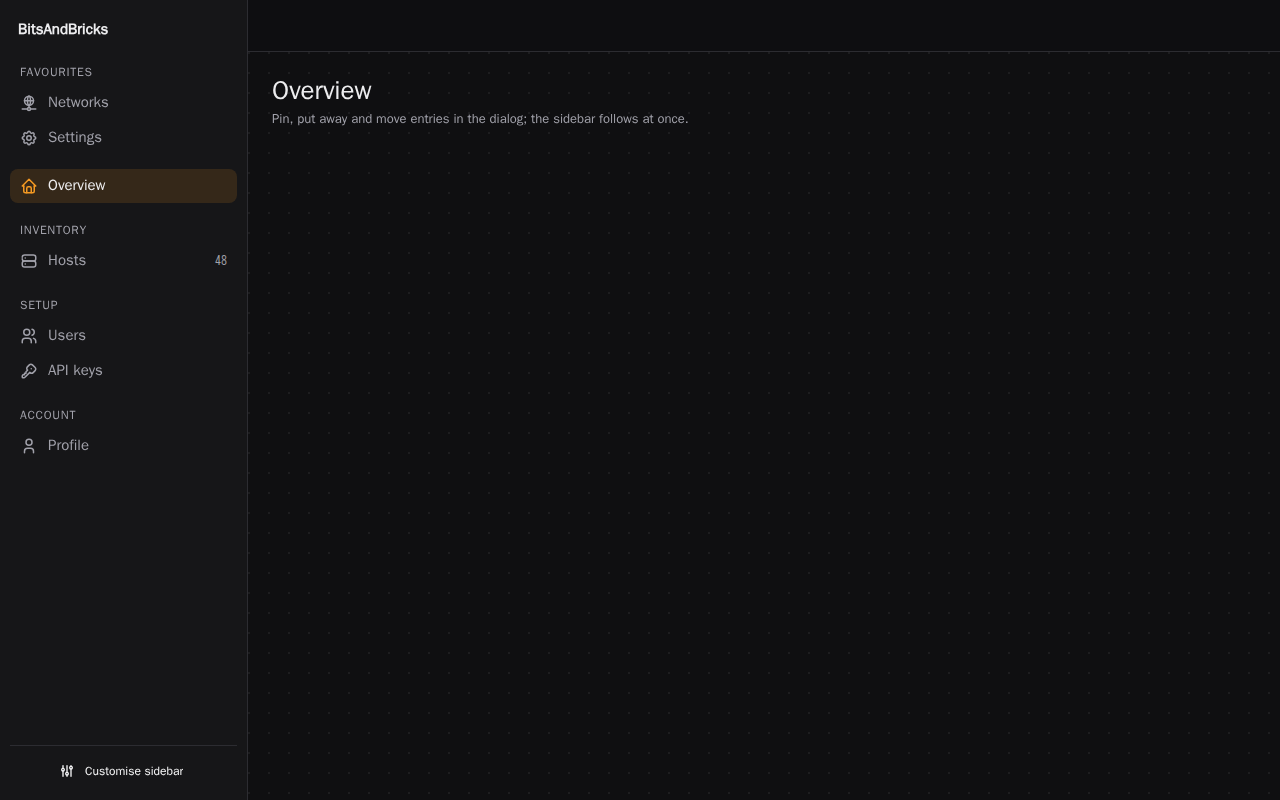 BitsAndBricks
FAVOURITES
Networks
Settings
Overview
INVENTORY
Hosts 48
SETUP
Users
API keys
ACCOUNT
Profile
Customise sidebar
Overview
Pin, put away and move entries in the dialog; the sidebar follows at once.